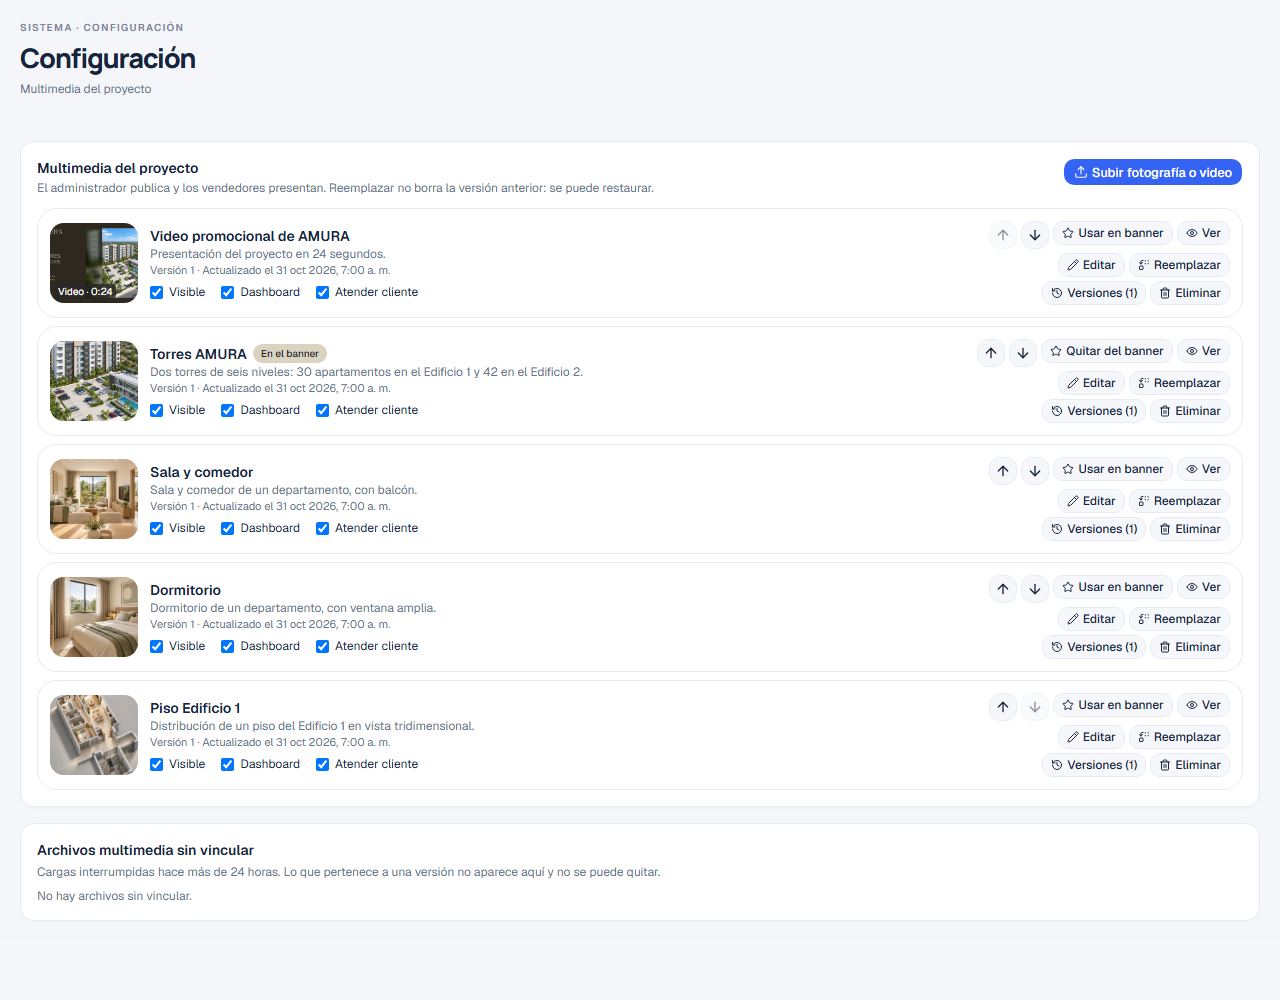 SISTEMA · CONFIGURACIÓN
Configuración
Multimedia del proyecto
Multimedia del proyecto
El administrador publica y los vendedores presentan. Reemplazar no borra la versión anterior: se puede restaurar.
Subir fotografía o video
Video · 0:24
Video promocional de AMURA
Presentación del proyecto en 24 segundos.
Versión 1 · Actualizado el 31 oct 2026, 7:00 a. m.
Visible Dashboard Atender cliente
Usar en banner Ver
Editar Reemplazar
Versiones (1) Eliminar
Torres AMURA En el banner
Dos torres de seis niveles: 30 apartamentos en el Edificio 1 y 42 en el Edificio 2.
Versión 1 · Actualizado el 31 oct 2026, 7:00 a. m.
Visible Dashboard Atender cliente
Quitar del banner Ver
Editar Reemplazar
Versiones (1) Eliminar
Sala y comedor
Sala y comedor de un departamento, con balcón.
Versión 1 · Actualizado el 31 oct 2026, 7:00 a. m.
Visible Dashboard Atender cliente
Usar en banner Ver
Editar Reemplazar
Versiones (1) Eliminar
Dormitorio
Dormitorio de un departamento, con ventana amplia.
Versión 1 · Actualizado el 31 oct 2026, 7:00 a. m.
Visible Dashboard Atender cliente
Usar en banner Ver
Editar Reemplazar
Versiones (1) Eliminar
Piso Edificio 1
Distribución de un piso del Edificio 1 en vista tridimensional.
Versión 1 · Actualizado el 31 oct 2026, 7:00 a. m.
Visible Dashboard Atender cliente
Usar en banner Ver
Editar Reemplazar
Versiones (1) Eliminar
Archivos multimedia sin vincular
Cargas interrumpidas hace más de 24 horas. Lo que pertenece a una versión no aparece aquí y no se puede quitar.
No hay archivos sin vincular.